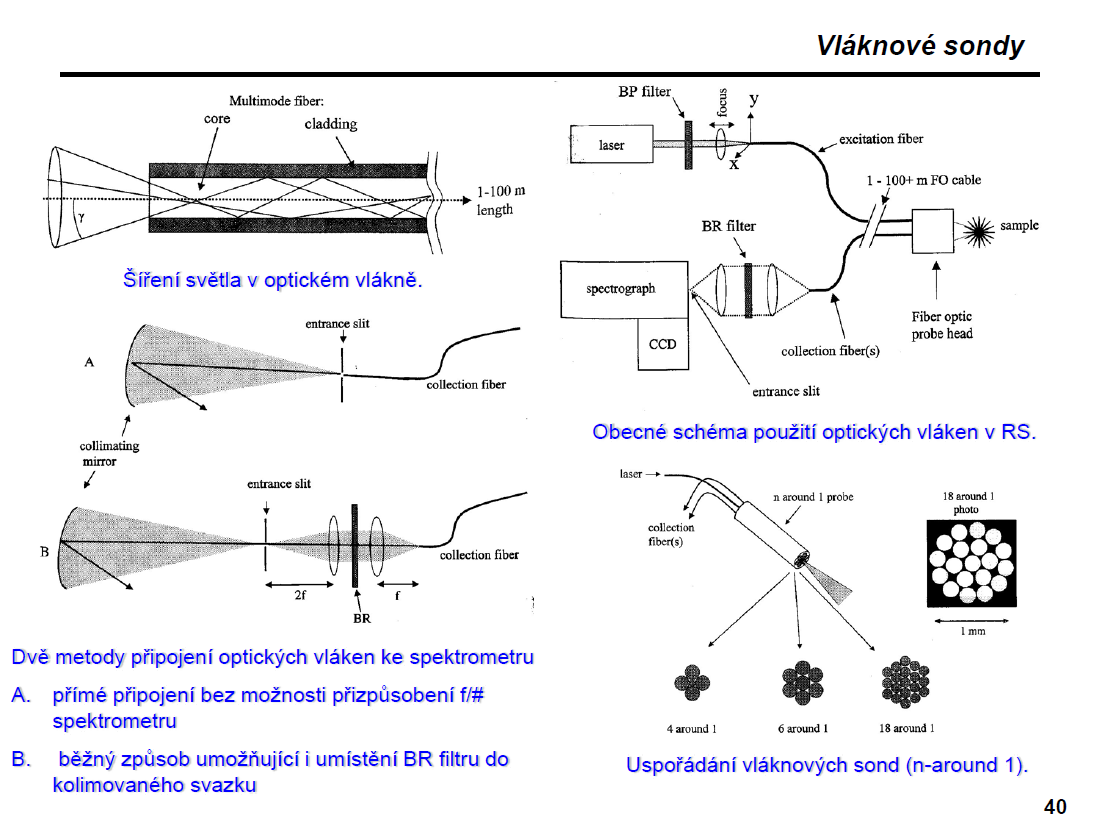 Vláknové sondy
Multimode fiber:
core
cladding
γ
1-100 m
length
Šíření světla v optickém vlákně.
entrance slit
A
collection fiber
collimating
mirror
entrance slit
B
collection fiber
2f
f
BR
Dvě metody připojení optických vláken ke spektrometru
A. přímé připojení bez možnosti přizpůsobení f/#
spektrometru
B. běžný způsob umožňující i umístění BR filtru do
kolimovaného svazku
BP filter
focus
y
laser
x
excitation fiber
1 - 100+ m FO cable
BR filter
sample
spectrograph
Fiber optic
probe head
CCD
collection fiber(s)
entrance slit
Obecné schéma použití optických vláken v RS.
laser
n around 1 probe
18 around 1
photo
collection
fiber(s)
1 mm
4 around 1
6 around 1
18 around 1
Uspořádání vláknových sond (n-around 1).
40